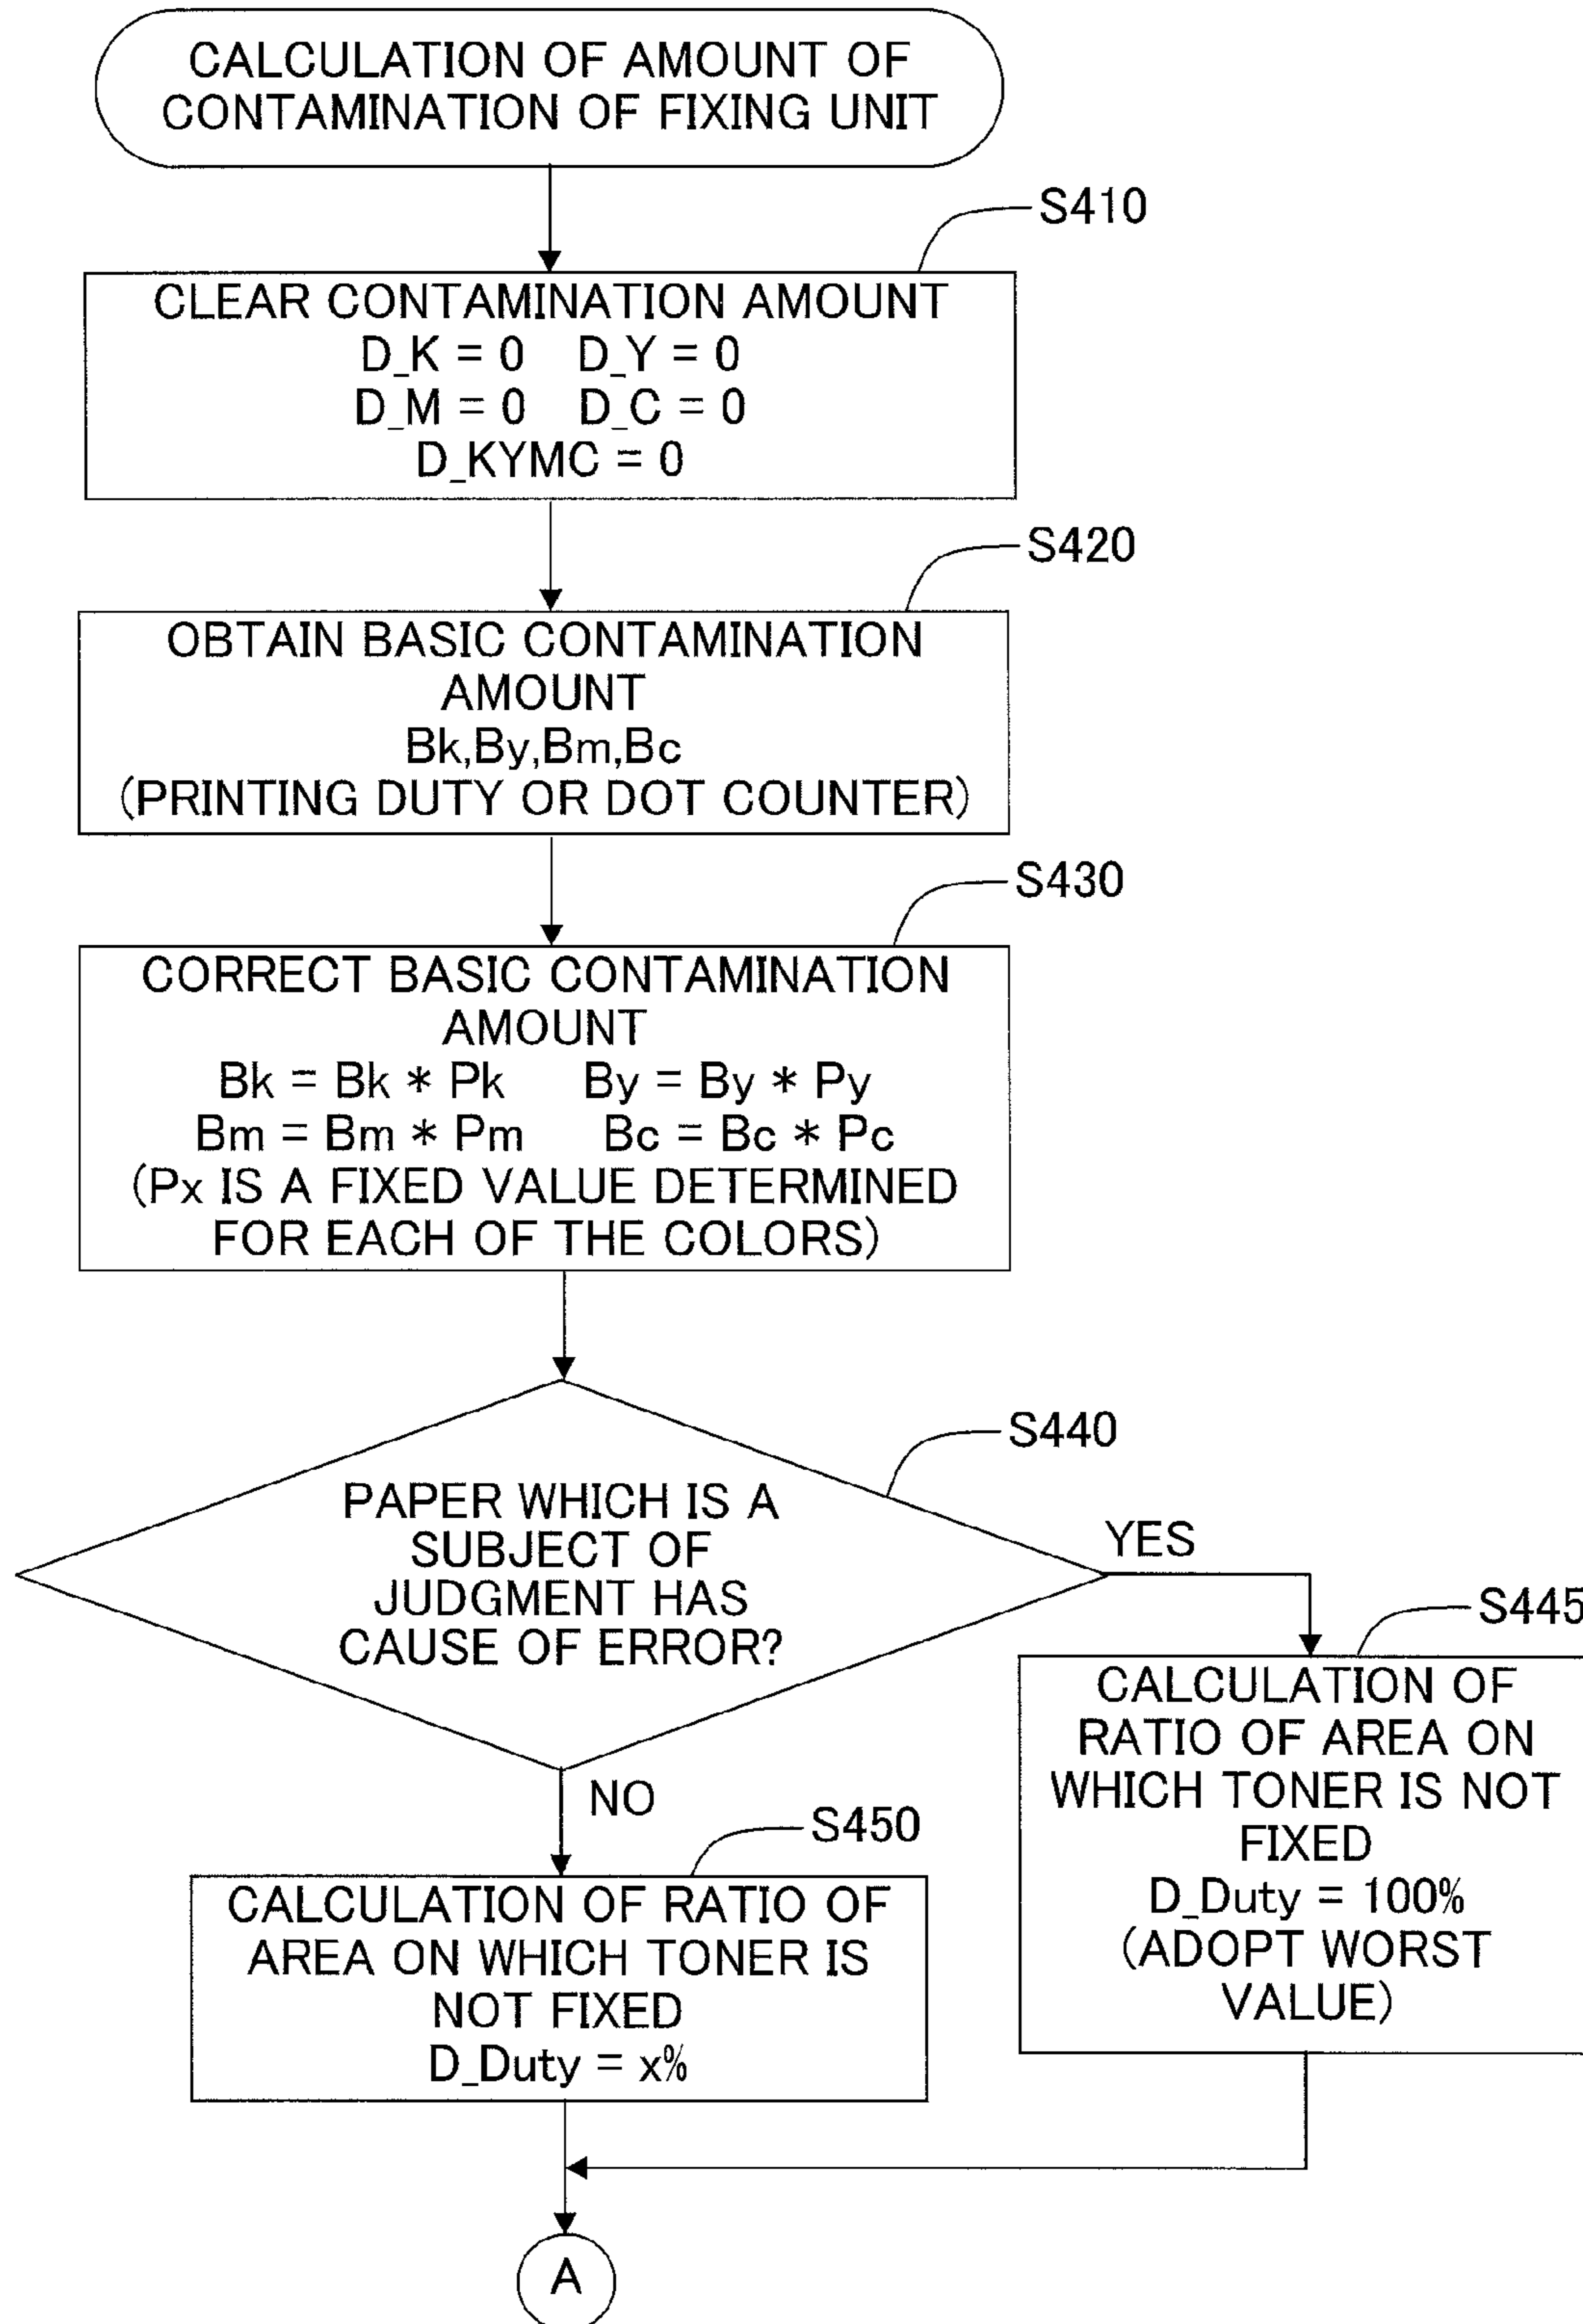 CALCULATION OF AMOUNT OF
CONTAMINATION OF FIXING UNIT
S410
CLEAR CONTAMINATION AMOUNT
D_K = 0 D_Y = 0
D_M = 0 D_C = 0
D_KYMC = 0
S420
OBTAIN BASIC CONTAMINATION
AMOUNT
Bk,By,Bm,Bc
(PRINTING DUTY OR DOT COUNTER)
S430
CORRECT BASIC CONTAMINATION
AMOUNT
Bk = Bk * Pk By = By * Py
Bm = Bm * Pm Bc = Bc * Pc
(Px IS A FIXED VALUE DETERMINED
FOR EACH OF THE COLORS)
S440
PAPER WHICH IS A
SUBJECT OF
JUDGMENT HAS
CAUSE OF ERROR?
YES
S445
CALCULATION OF
RATIO OF AREA ON
WHICH TONER IS NOT
FIXED
D_Duty = 100%
(ADOPT WORST
VALUE)
NO
S450
CALCULATION OF RATIO OF
AREA ON WHICH TONER IS
NOT FIXED
D_Duty = x%
A